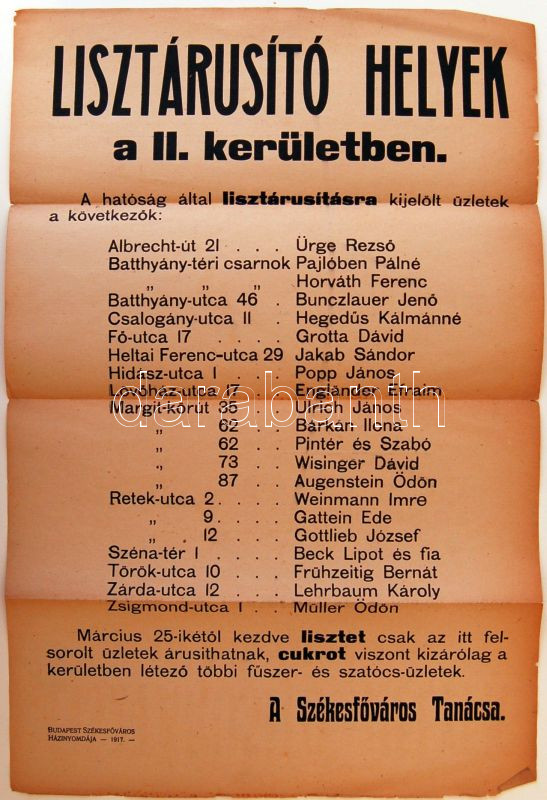 LISZTÁRUSÍTÓ HELYEK
a II. kerületben.
A hatóság által lisztárusításra kijelölt üzletek
a következők:
Albrecht-út 21 . . . Ürge Rezső
Batthyány-téri csarnok Pajlóben Pálné
„ „ „ Horváth Ferenc
Batthyány-utca 46 . Bunczlauer Jenő
Csalogány-utca 11 . Hegedűs Kálmánné
Fő-utca 17 . . . Grotta Dávid
Heltai Ferenc-utca 29 Jakab Sándor
Hidász-utca 1 . . . Popp János
Lövőház-utca 17 . . Engländer Efraim
Margit-körút 35 . . . Ulrich János
„ 62 . . . Bárkán Ilona
„ 62 . . . Pintér és Szabó
„ 73 . . . Wisinger Dávid
„ 87 . . . Augenstein Ödön
Retek-utca 2 . . . . Weinmann Imre
„ 9 . . . . Gattein Ede
„ 12 . . . . Gottlieb József
Széna-tér 1 . . . . Beck Lipot és fia
Török-utca 10 . . . Frühzeitig Bernát
Zárda-utca 12 . . . Lehrbaum Károly
Zsigmond-utca 1 . . Müller Ödön
darabanth
Március 25-ikétől kezdve lisztet csak az itt fel-
sorolt üzletek árusithatnak, cukrot viszont kizárólag a
kerületben létező többi fűszer- és szatócs-üzletek.
A Székesfőváros Tanácsa.
BUDAPEST SZÉKESFŐVÁROS
HÁZINYOMDÁJA — 1917. —